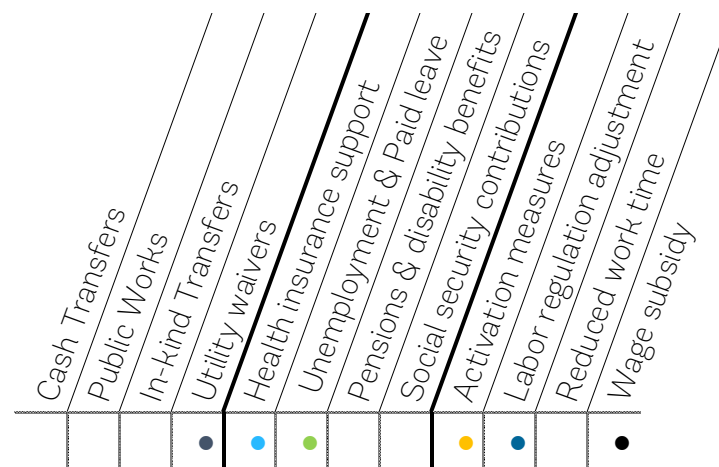 Cash Transfers
Public Works
In-kind Transfers
Utility waivers
Health insurance support
Unemployment & Paid leave
Pensions & disability benefits
Social security contributions
Activation measures
Labor regulation adjustment
Reduced work time
Wage subsidy